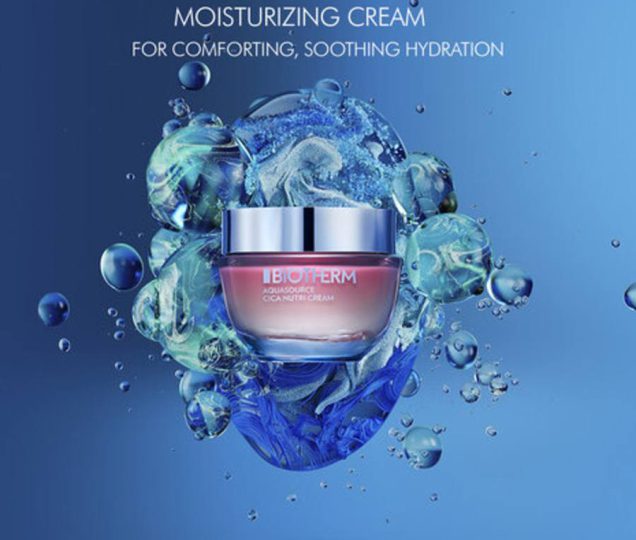 MOISTURIZING CREAM
FOR COMFORTING, SOOTHING HYDRATION
BIOTHERM
AQUASOURCE
CICA NUTRI CREAM